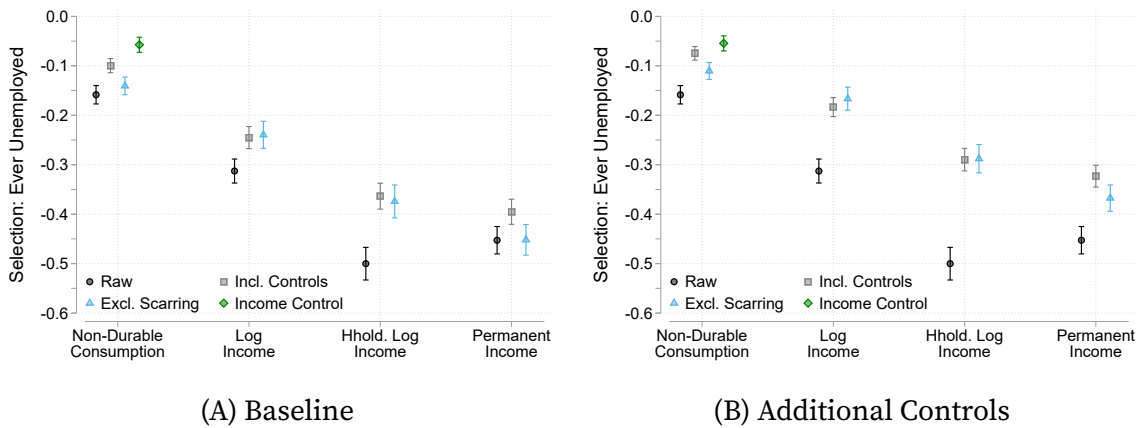 Selection: Ever Unemployed
0.0
-0.1
-0.2
-0.3
-0.4
-0.5
-0.6
Raw
Incl. Controls
Excl. Scarring
Income Control
Non-Durable
Consumption
Log
Income
Hhold. Log
Income
Permanent
Income
(A) Baseline
Selection: Ever Unemployed
0.0
-0.1
-0.2
-0.3
-0.4
-0.5
-0.6
Raw
Incl. Controls
Excl. Scarring
Income Control
Non-Durable
Consumption
Log
Income
Hhold. Log
Income
Permanent
Income
(B) Additional Controls